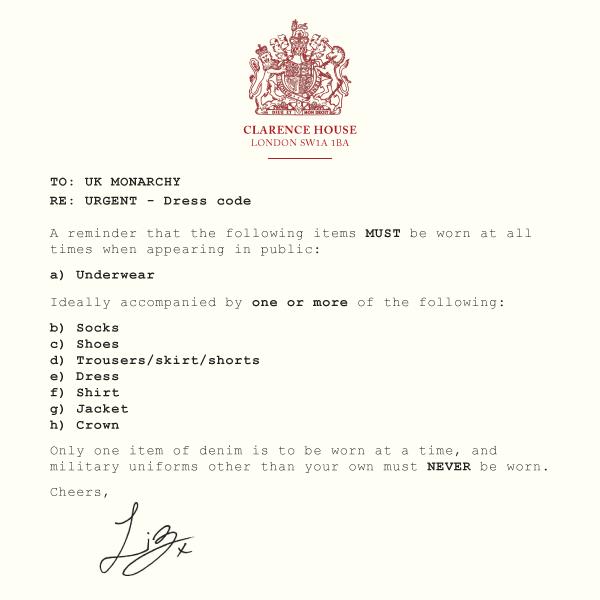 DIEU ET MON DROIT
CLARENCE HOUSE
LONDON SW1A 1BA
TO: UK MONARCHY
RE: URGENT - Dress code
A reminder that the following items MUST be worn at all
times when appearing in public:
a) Underwear
Ideally accompanied by one or more of the following:
b) Socks
c) Shoes
d) Trousers/skirt/shorts
e) Dress
f) Shirt
g) Jacket
h) Crown
Only one item of denim is to be worn at a time, and
military uniforms other than your own must NEVER be worn.
Cheers,
Liz x